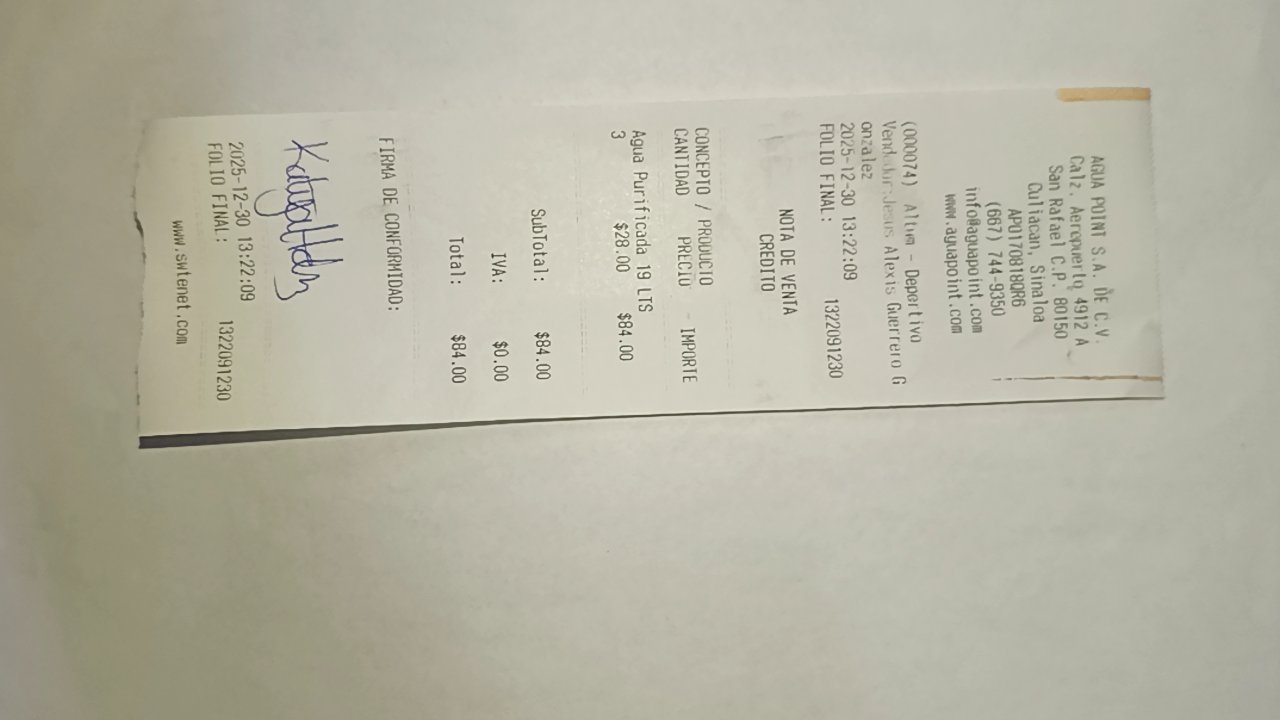 AGUA POINT S.A. DE C.V.
Calz. Aeropuerto 4912 A
San Rafael C.P. 80150
Culiacan, Sinaloa
APO170818QR6
(667) 744-9350
info@aguapoint.com
www.aguapoint.com
(000074) Altum - Deportivo
Vendedor:Jesus Alexis Guerrero G
onzalez
2025-12-30 13:22:09
FOLIO FINAL: 1322091230
NOTA DE VENTA
CREDITO
CONCEPTO / PRODUCTO
CANTIDAD PRECIO - IMPORTE
Agua Purificada 19 LTS
3 $28.00 $84.00
SubTotal: $84.00
IVA: $0.00
Total: $84.00
FIRMA DE CONFORMIDAD:
2025-12-30 13:22:09
FOLIO FINAL: 1322091230
www.swtenet.com